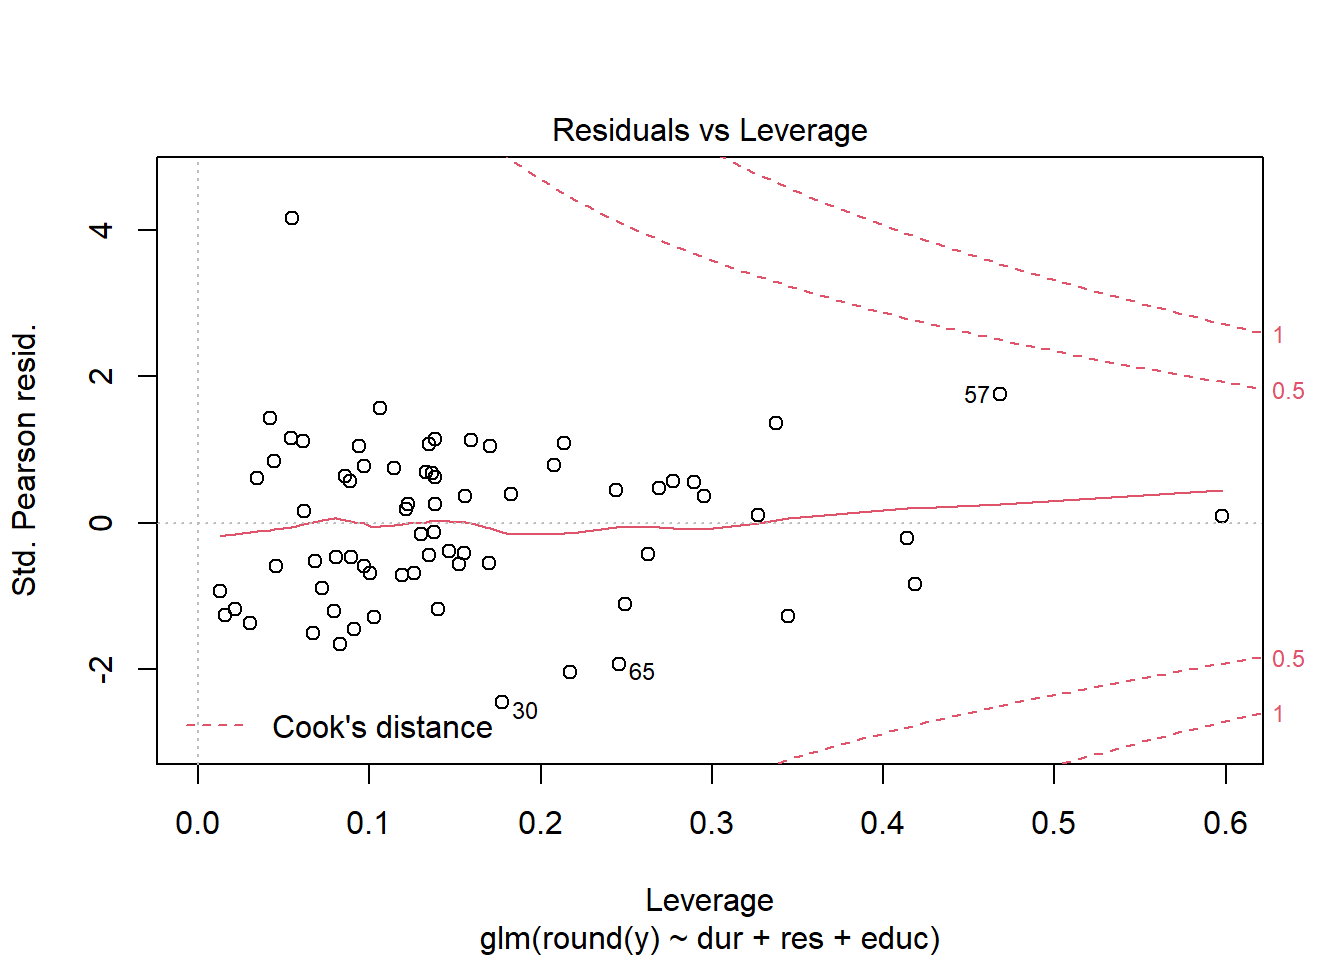 Residuals vs Leverage
Std. Pearson resid.
4
2
0
-2
57
65
30
1
0.5
0.5
1
Cook's distance
0.0 0.1 0.2 0.3 0.4 0.5 0.6
Leverage
glm(round(y) ~ dur + res + educ)